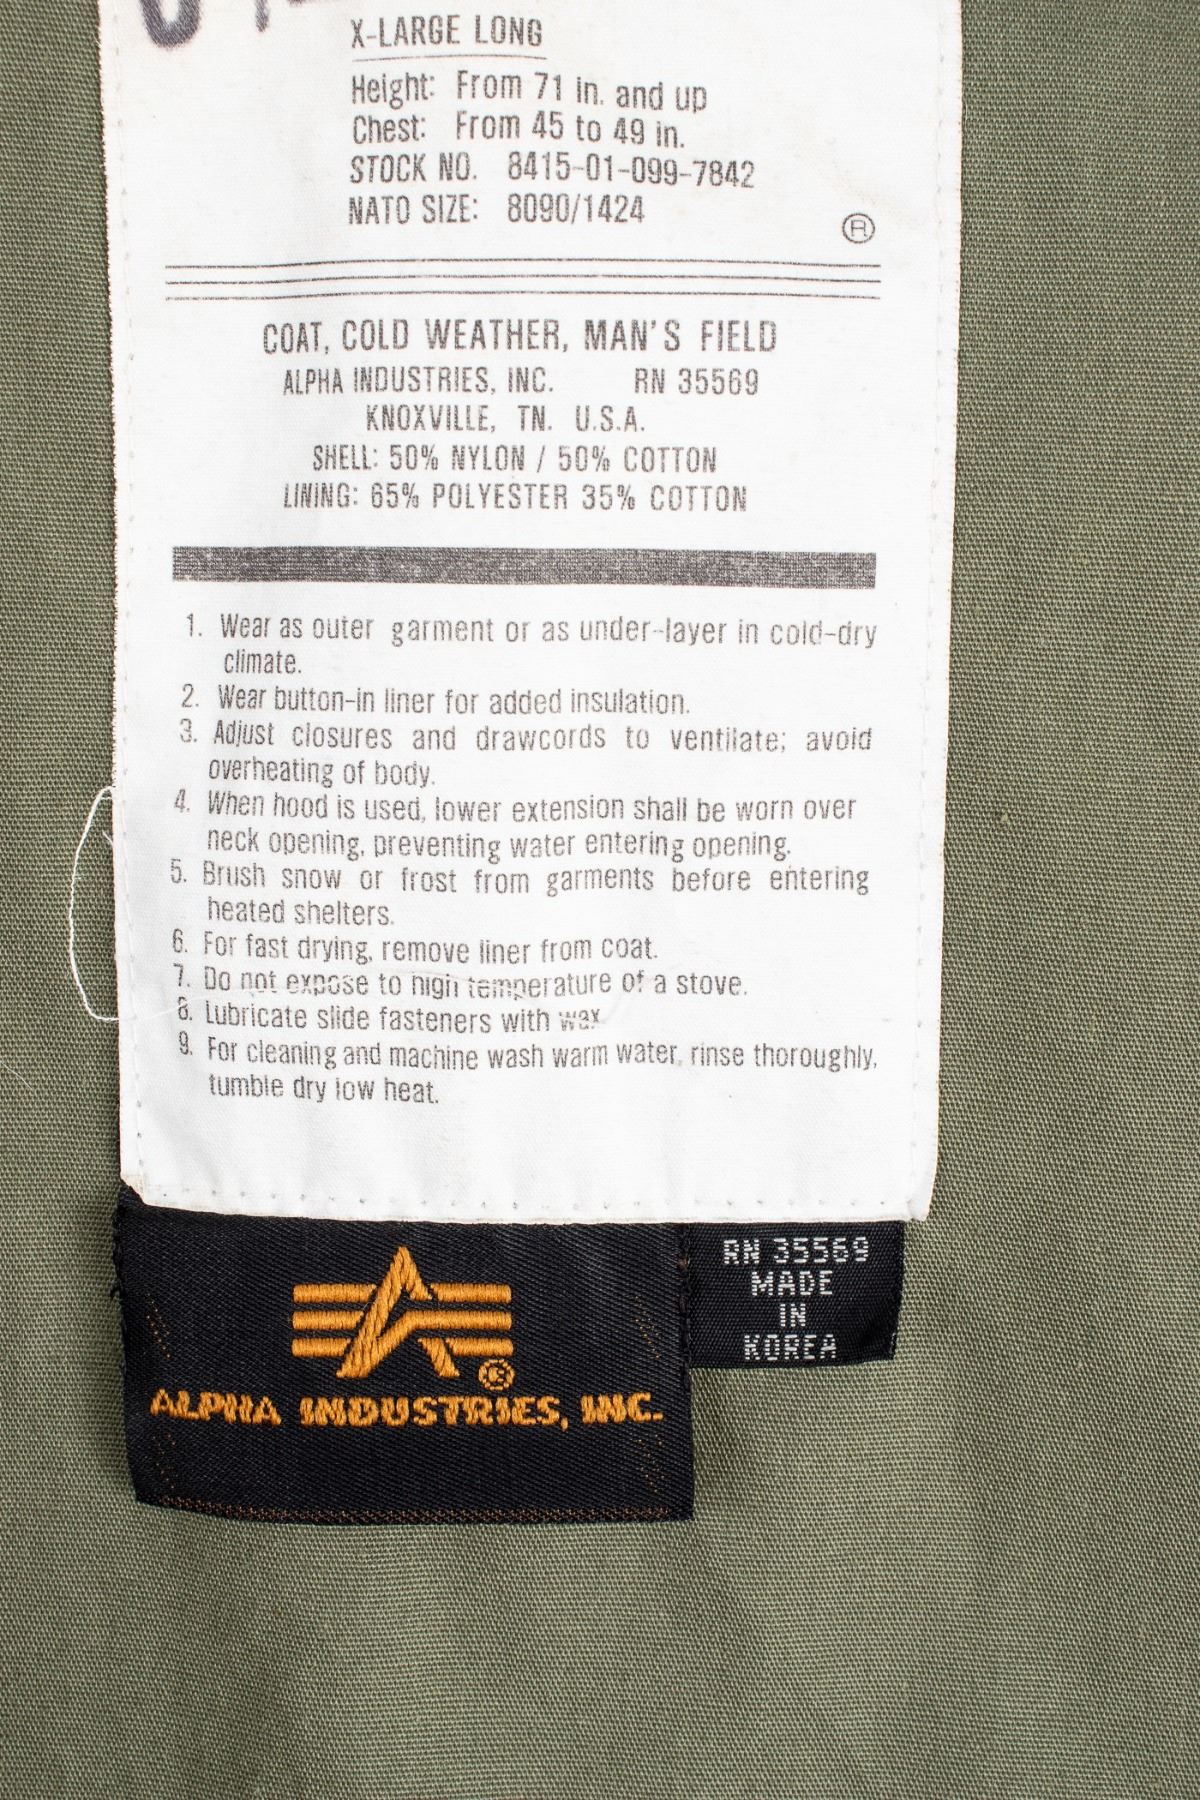 X-LARGE LONG
Height: From 71 in. and up
Chest: From 45 to 49 in.
STOCK NO. 8415-01-099-7842
NATO SIZE: 8090/1424
®
COAT, COLD WEATHER, MAN'S FIELD
ALPHA INDUSTRIES, INC. RN 35569
KNOXVILLE, TN. U.S.A.
SHELL: 50% NYLON / 50% COTTON
LINING: 65% POLYESTER 35% COTTON
1. Wear as outer garment or as under-layer in cold-dry
climate.
2. Wear button-in liner for added insulation.
3. Adjust closures and drawcords to ventilate; avoid
overheating of body.
4. When hood is used, lower extension shall be worn over
neck opening, preventing water entering opening.
5. Brush snow or frost from garments before entering
heated shelters.
6. For fast drying, remove liner from coat.
7. Do not expose to high temperature of a stove.
8. Lubricate slide fasteners with wax.
9. For cleaning and machine wash warm water, rinse thoroughly,
tumble dry low heat.
®
ALPHA INDUSTRIES, INC.
RN 35569
MADE
IN
KOREA